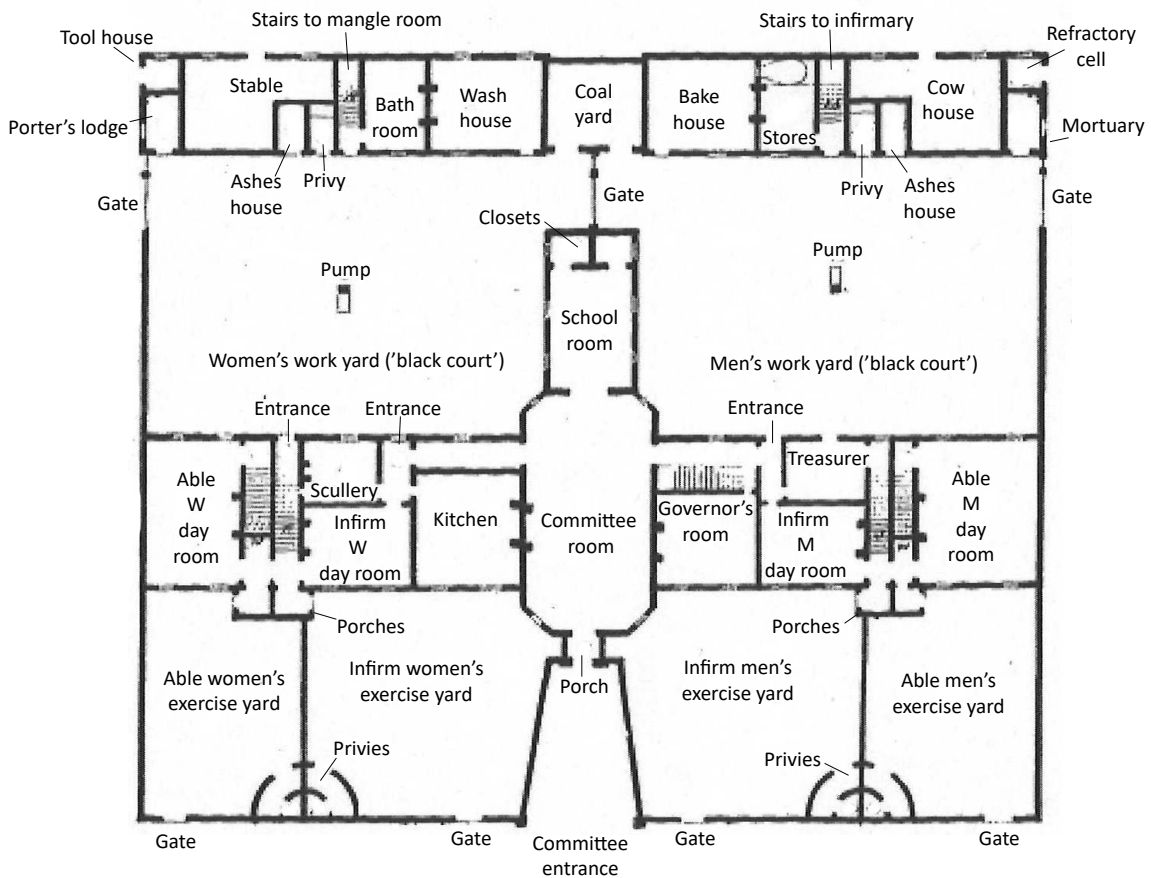 Stairs to mangle room
Stairs to infirmary
Tool house
Refractory
cell
Stable
Bath
room
Wash
house
Coal
yard
Bake
house
Stores
Cow
house
Porter's lodge
Mortuary
Ashes
house
Privy
Privy
Ashes
house
Gate
Gate
Gate
Closets
Pump
Pump
School
room
Women's work yard ('black court')
Men's work yard ('black court')
Entrance
Entrance
Entrance
Able
W
day
room
Scullery
Infirm
W
day room
Kitchen
Committee
room
Governor's
room
Treasurer
Infirm
M
day room
Able
M
day
room
Porches
Porches
Able women's
exercise yard
Infirm women's
exercise yard
Porch
Infirm men's
exercise yard
Able men's
exercise yard
Privies
Privies
Gate
Gate
Committee
entrance
Gate
Gate